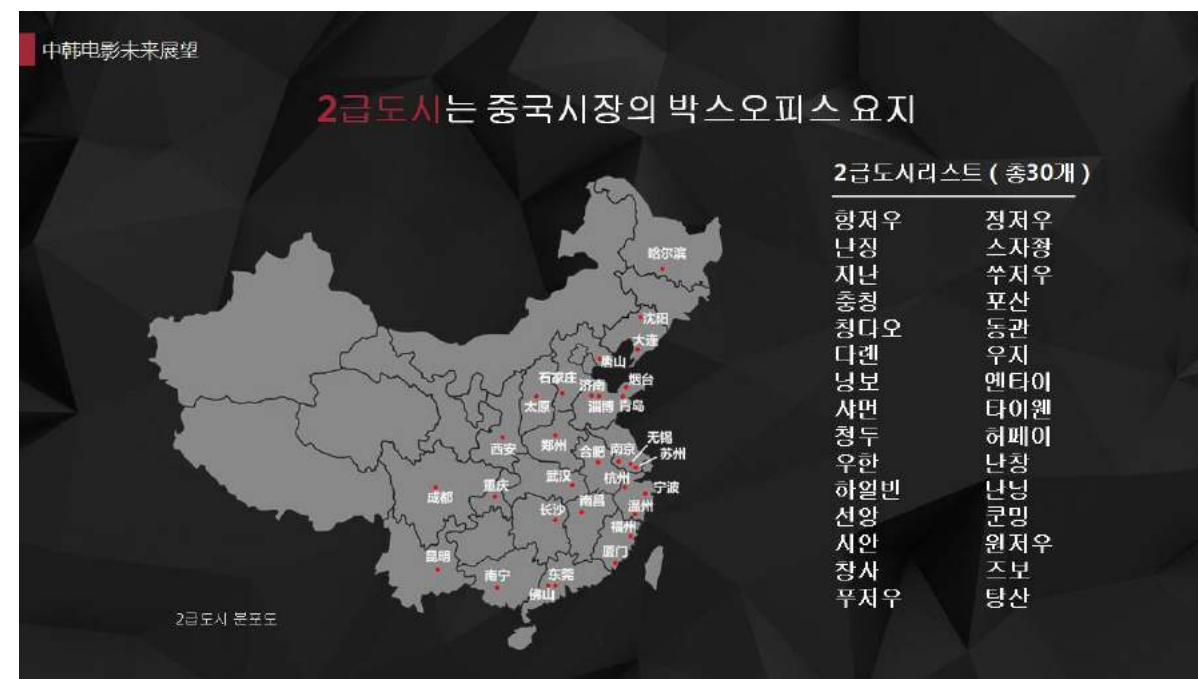 中韩电影未来展望
2급도시는 중국시장의 박스오피스 요지
2급도시리스트 ( 총30개 )
항저우 정저우
난징 스자좡
지난 쑤저우
충칭 포산
칭다오 동관
다롄 우지
닝보 옌타이
샤먼 타이웬
청두 허페이
우한 난창
하얼빈 난닝
선양 쿤밍
시안 원저우
창사 즈보
푸저우 탕산
哈尔滨
沈阳
大连
唐山
石家庄
济南
烟台
太原
淄博
青岛
西安
郑州
合肥
南京
无锡
苏州
武汉
杭州
宁波
成都
重庆
长沙
南昌
温州
福州
厦门
昆明
南宁
东莞
佛山
2급도시 분포도